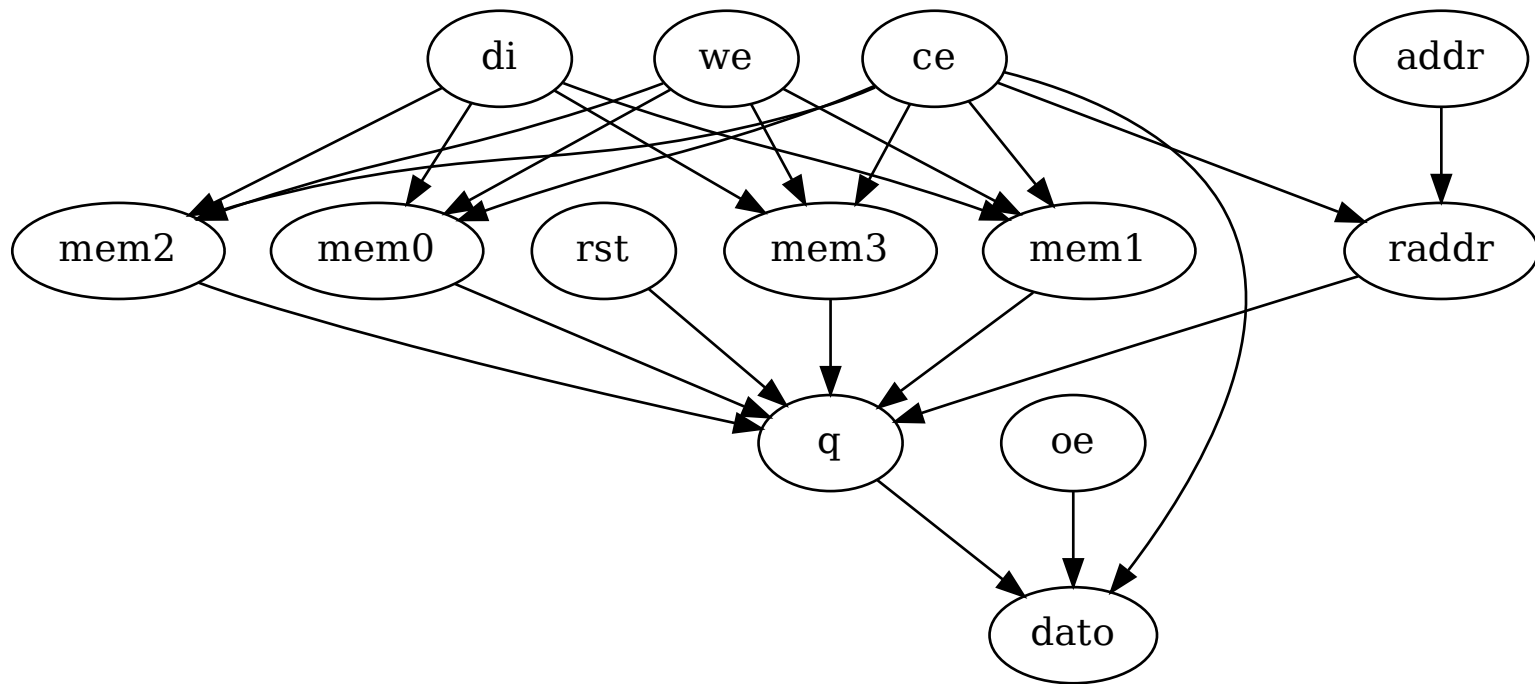 di
we
ce
addr
mem2
mem0
rst
mem3
mem1
raddr
q
oe
dato